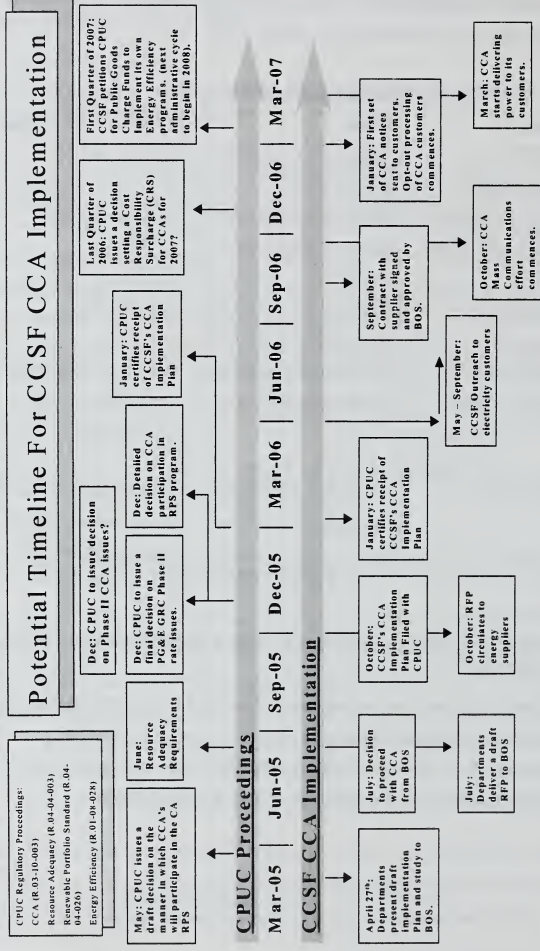 Potential Timeline For CCSF CCA Implementation
CPUC Regulatory Proceedings:
CCA (R.03-10-003)
Resource Adequacy (R.04-04-003)
Renewable Portfolio Standard (R.04-
04-026)
Energy Efficiency (R.01-08-028)
May: CPUC issues a
draft decision on the
manner in which CCA's
will participate in the CA
RPS
June:
Resource
Adequacy
Requirements
Dec: CPUC to issue decision
on Phase II CCA issues?
Dec: CPUC to issue a
final decision on
PG&E GRC Phase II
rate issues.
Dec: Detailed
decision on CCA
participation in
RPS program.
January: CPUC
certifies receipt
of CCSF's CCA
implementation
Plan
Last Quarter of
2006: CPUC
issues a decision
setting a Cost
Responsibility
Surcharge (CRS)
for CCAs for
2007?
First Quarter of 2007:
CCSF petitions CPUC
for Public Goods
Charge Funds to
Implement its own
Energy Efficiency
programs. (next
administrative cycle
to begin in 2008).
CPUC Proceedings
Mar-05
Jun-05
Sep-05
Dec-05
Mar-06
Jun-06
Sep-06
Dec-06
Mar-07
CCSF CCA Implementation
April 27th:
Departments
present draft
implementation
Plan and study to
BOS.
July: Decision
to proceed
with CCA
from BOS
July:
Departments
deliver a draft
RFP to BOS
October:
CCSF's CCA
Implementation
Plan Filed with
CPUC
October: RFP
circulates to
energy
suppliers
January: CPUC
certifies receipt of
CCSF's CCA
Implementation
Plan
May – September:
CCSF Outreach to
electricity customers
September:
Contract with
supplier signed
and approved by
BOS.
October: CCA
Mass
Communications
effort
commences.
January: First set
of CCA notices
sent to customers.
Opt-out processing
of CCA customers
commences.
March: CCA
starts delivering
power to its
customers.